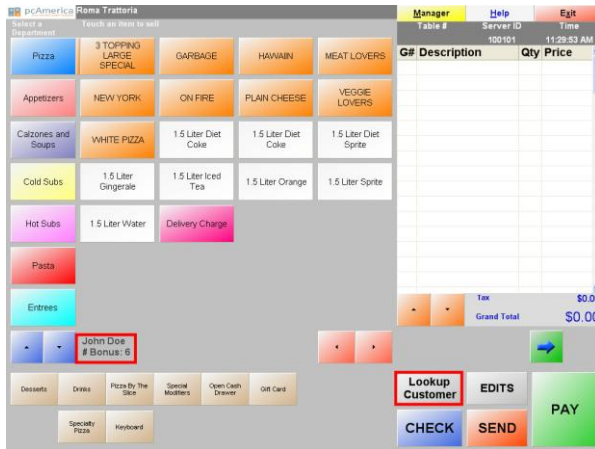 pcAmerica Roma Trattoria
Manager
Help
Exit
Select a Department
Touch an item to sell
Table #
Server ID
Time
100101
11:29:53 AM
G# Description Qty Price
Pizza
3 TOPPING LARGE SPECIAL
GARBAGE
HAWAIIN
MEAT LOVERS
Appetizers
NEW YORK
ON FIRE
PLAIN CHEESE
VEGGIE LOVERS
Calzones and Soups
WHITE PIZZA
1.5 Liter Diet Coke
1.5 Liter Diet Coke
1.5 Liter Diet Sprite
Cold Subs
1.5 Liter Gingerale
1.5 Liter Iced Tea
1.5 Liter Orange
1.5 Liter Sprite
Hot Subs
1.5 Liter Water
Delivery Charge
Pasta
Entrees
Tax $0.0
Grand Total $0.00
John Doe
# Bonus: 6
Desserts
Drinks
Pizza By The Slice
Special Modifiers
Open Cash Drawer
Gift Card
Specialty Pizza
Keyboard
Lookup Customer
EDITS
PAY
CHECK
SEND